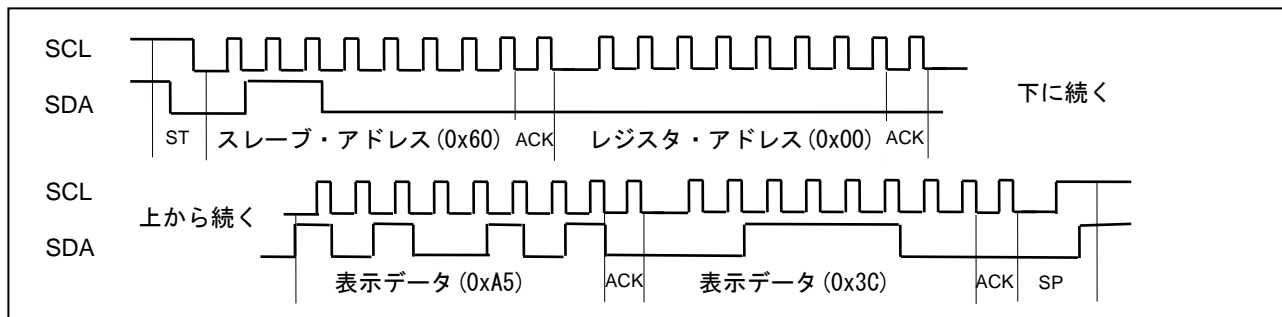 SCL
SDA
下に続く
ST スレーブ・アドレス(0x60) ACK レジスタ・アドレス(0x00) ACK
SCL
上から続く
SDA
表示データ(0xA5) ACK 表示データ(0x3C) ACK SP